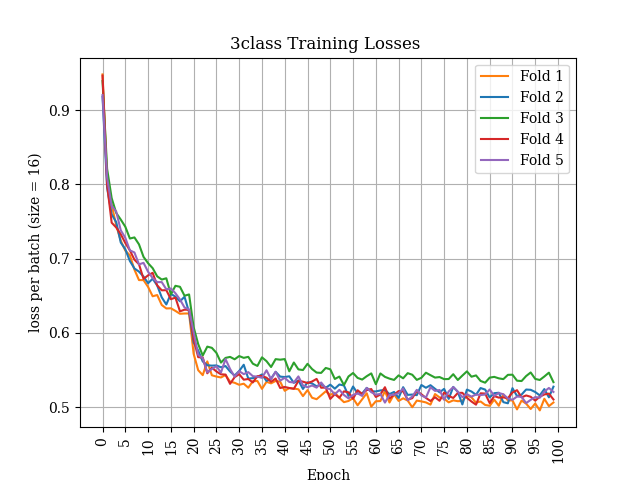 3class Training Losses
loss per batch (size = 16)
0.9
0.8
0.7
0.6
0.5
Fold 1
Fold 2
Fold 3
Fold 4
Fold 5
0 5 10 15 20 25 30 35 40 45 50 55 60 65 70 75 80 85 90 95 100
Epoch